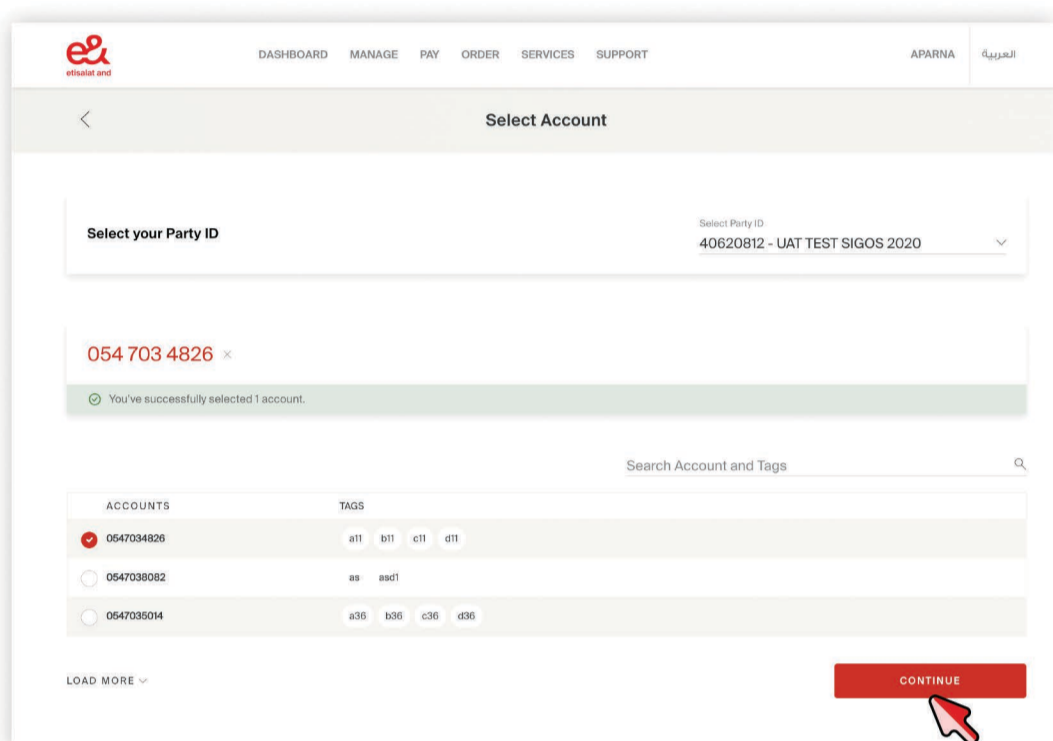 e&
etisalat and
DASHBOARD MANAGE PAY ORDER SERVICES SUPPORT APARNA العربية
Select Account
Select your Party ID
Select Party ID
40620812 - UAT TEST SIGOS 2020
054 703 4826 ×
You've successfully selected 1 account.
Search Account and Tags
ACCOUNTS TAGS
0547034826 a11 b11 c11 d11
0547038082 as asd1
0547035014 a36 b36 c36 d36
LOAD MORE
CONTINUE